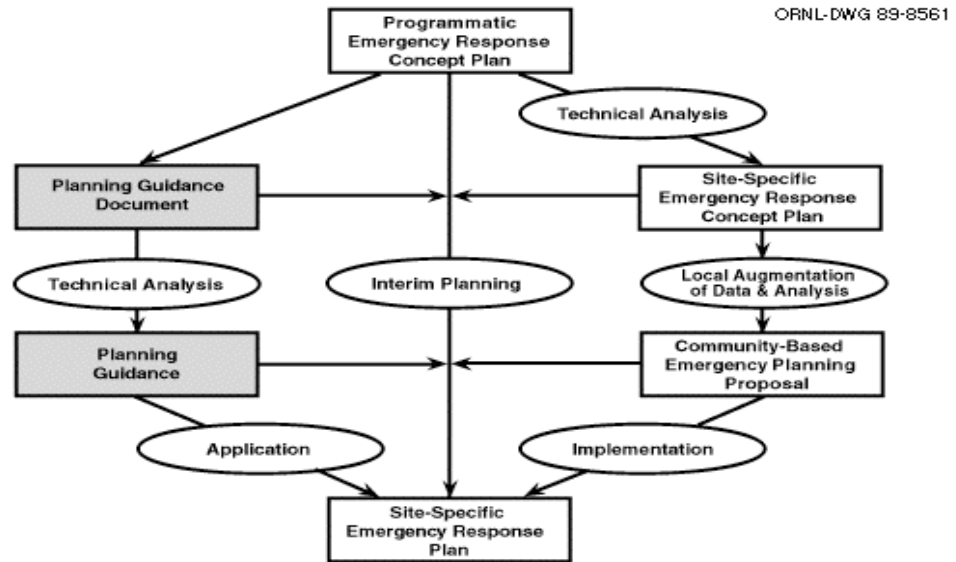 ORNL-DWG 89-8561
Programmatic
Emergency Response
Concept Plan
Technical Analysis
Planning Guidance
Document
Site-Specific
Emergency Response
Concept Plan
Technical Analysis
Interim Planning
Local Augmentation
of Data & Analysis
Planning
Guidance
Community-Based
Emergency Planning
Proposal
Application
Implementation
Site-Specific
Emergency Response
Plan